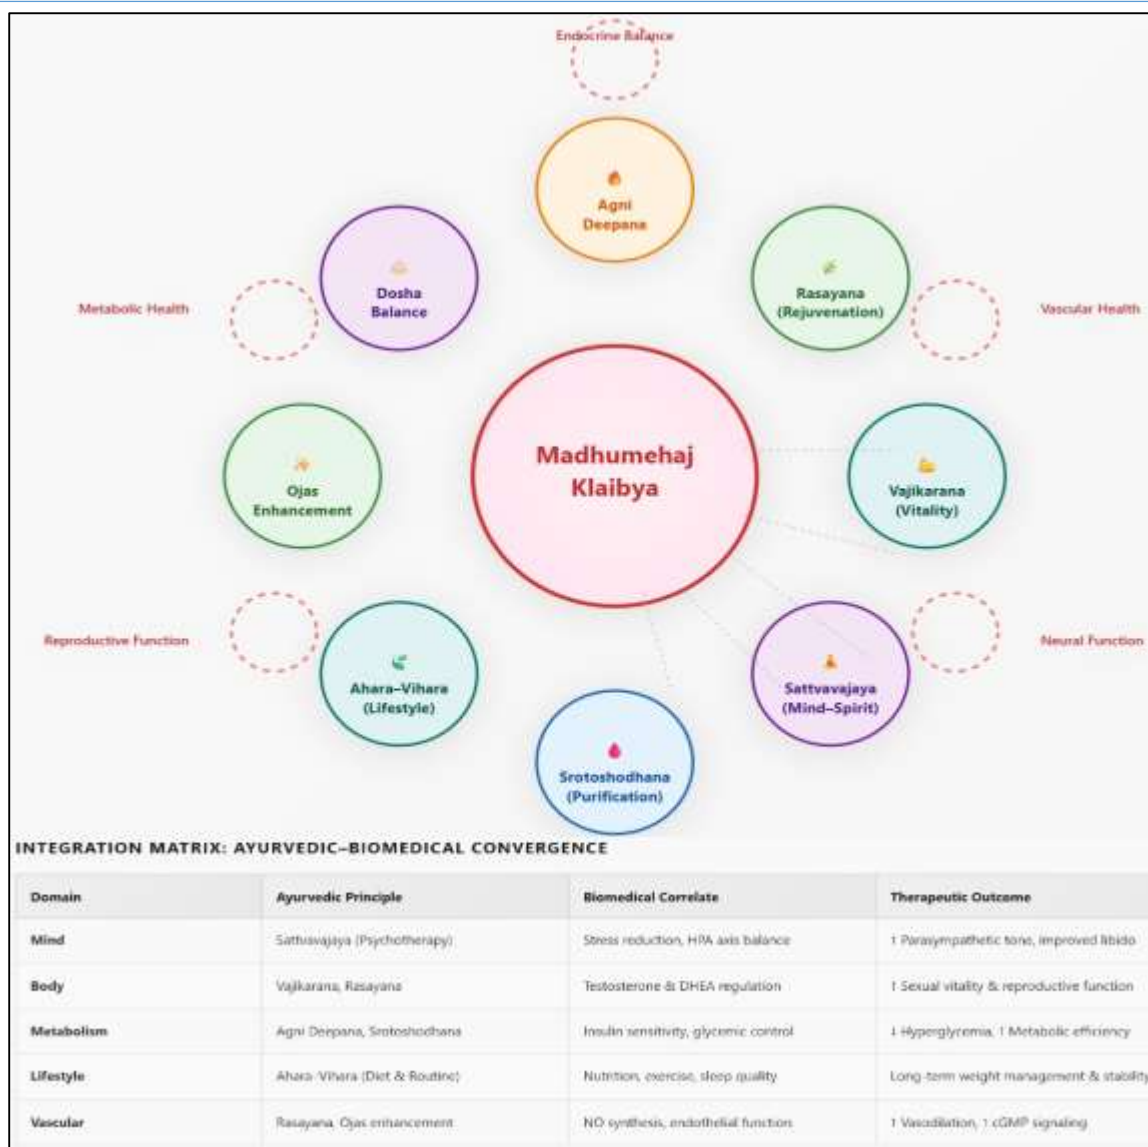 Endocrine Balance
Agni
Deepana
Dosha
Balance
Rasayana
(Rejuvenation)
Metabolic Health
Vascular Health
Madhumehaj
Klaibya
Ojas
Enhancement
Vajikarana
(Vitality)
Reproductive Function
Neural Function
Ahara–Vihara
(Lifestyle)
Sattvavajaya
(Mind–Spirit)
Srotoshodhana
(Purification)
INTEGRATION MATRIX: AYURVEDIC–BIOMEDICAL CONVERGENCE
Domain Ayurvedic Principle Biomedical Correlate Therapeutic Outcome
Mind Sattvavajaya (Psychotherapy) Stress reduction, HPA axis balance ↑ Parasympathetic tone, improved libido
Body Vajikarana, Rasayana Testosterone & DHEA regulation ↑ Sexual vitality & reproductive function
Metabolism Agni Deepana, Srotoshodhana Insulin sensitivity, glycemic control ↓ Hyperglycemia, ↑ Metabolic efficiency
Lifestyle Ahara-Vihara (Diet & Routine) Nutrition, exercise, sleep quality Long-term weight management & stability
Vascular Rasayana, Ojas enhancement NO synthesis, endothelial function ↑ Vasodilation, ↑ cGMP signaling